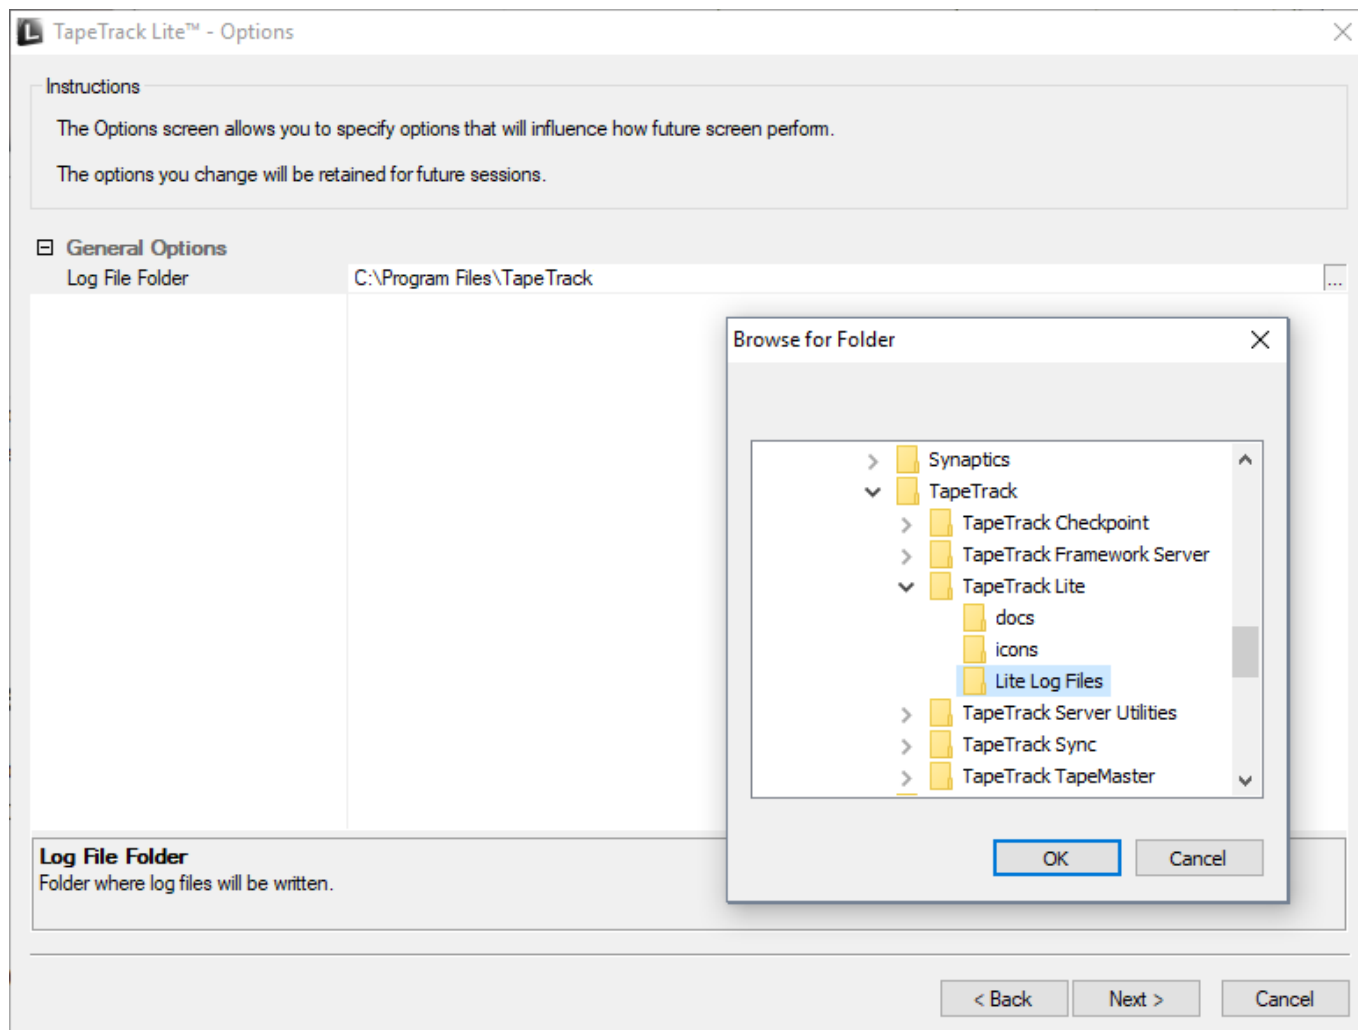 TapeTrack Lite™ - Options
Instructions
The Options screen allows you to specify options that will influence how future screen perform.
The options you change will be retained for future sessions.
General Options
Log File Folder
C:\Program Files\TapeTrack
...
Browse for Folder
Synaptics
TapeTrack
TapeTrack Checkpoint
TapeTrack Framework Server
TapeTrack Lite
docs
icons
Lite Log Files
TapeTrack Server Utilities
TapeTrack Sync
TapeTrack TapeMaster
OK
Cancel
Log File Folder
Folder where log files will be written.
< Back
Next >
Cancel